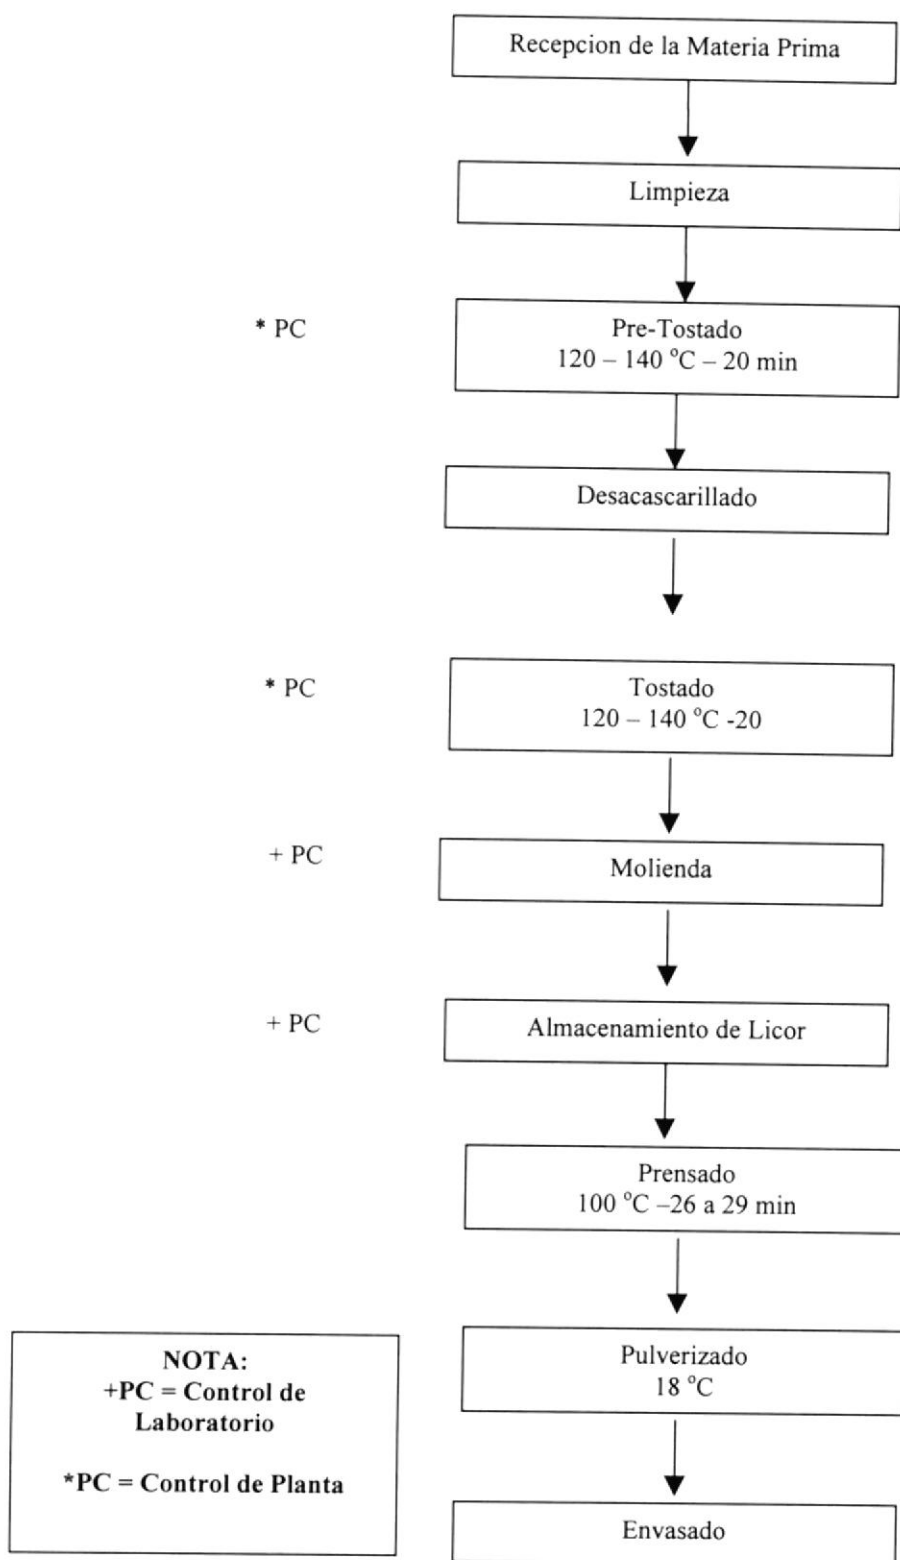 Recepcion de la Materia Prima
Limpieza
* PC
Pre-Tostado
120 – 140 °C – 20 min
Desacascarillado
* PC
Tostado
120 – 140 °C -20
+ PC
Molienda
+ PC
Almacenamiento de Licor
Prensado
100 °C –26 a 29 min
Pulverizado
18 °C
Envasado
NOTA:
+PC = Control de
Laboratorio
*PC = Control de Planta